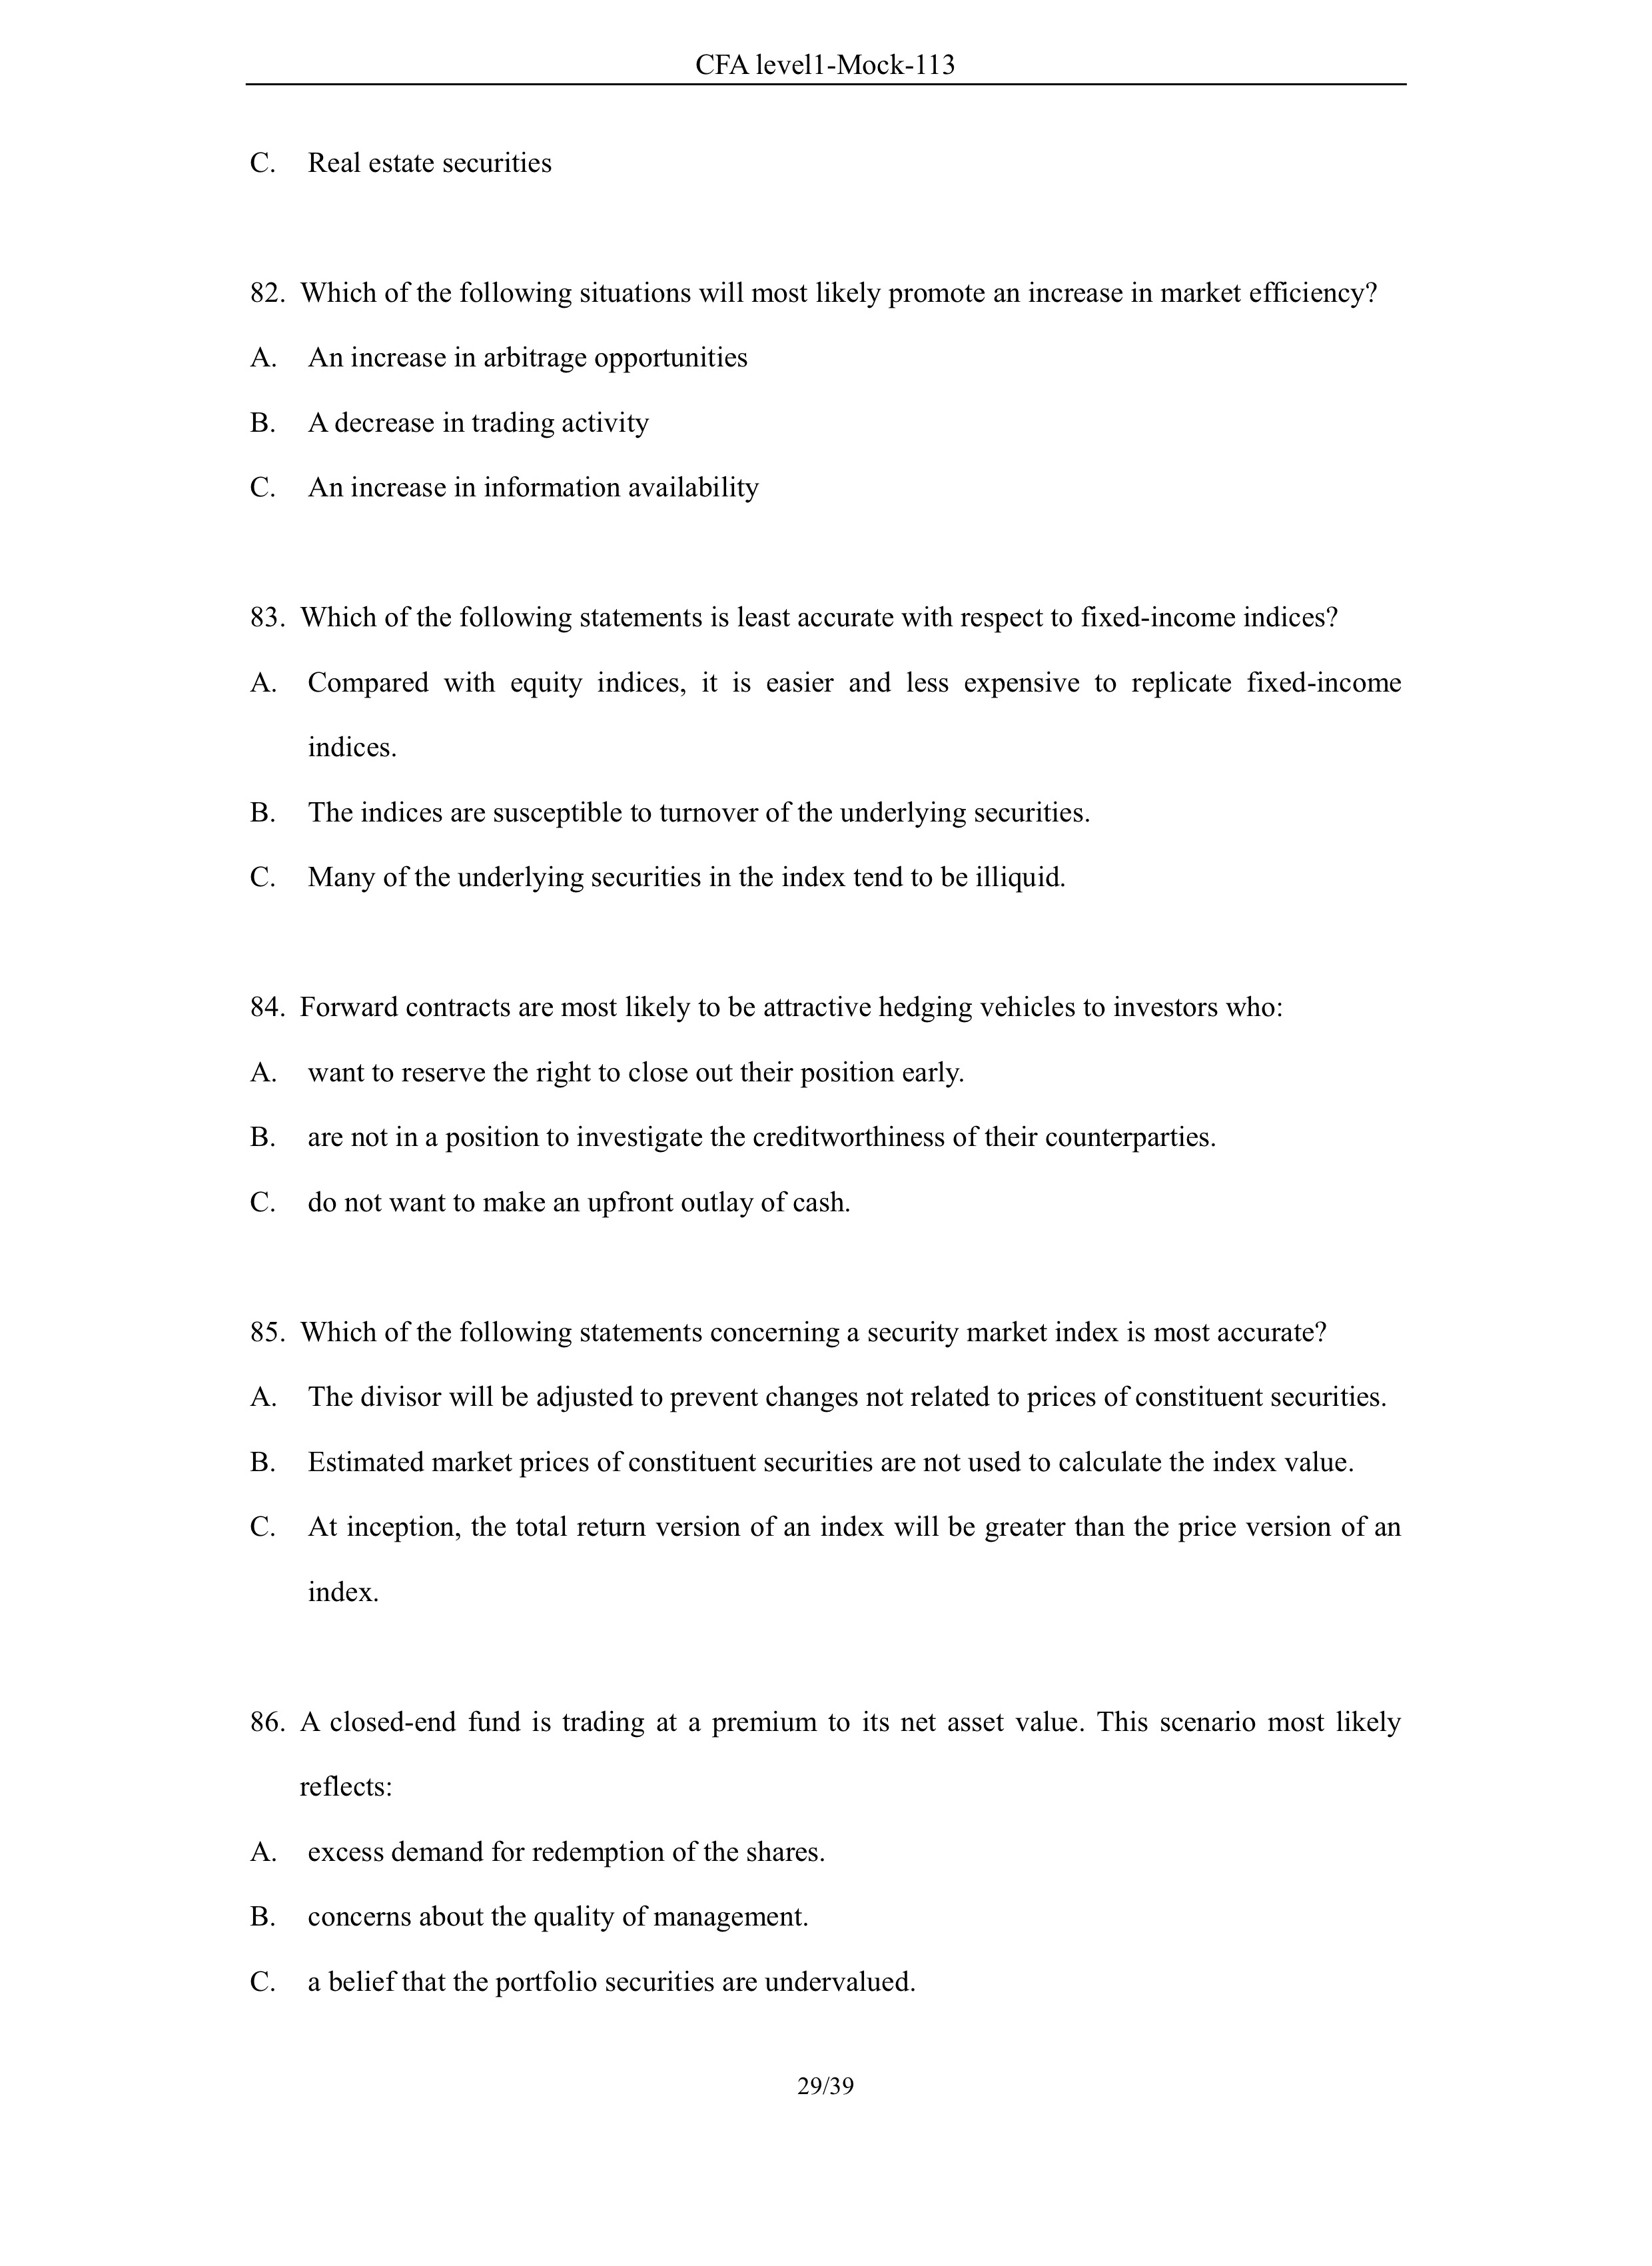 CFA level1-Mock-113
C. Real estate securities
82. Which of the following situations will most likely promote an increase in market efficiency?
A. An increase in arbitrage opportunities
B. A decrease in trading activity
C. An increase in information availability
83. Which of the following statements is least accurate with respect to fixed-income indices?
A. Compared with equity indices, it is easier and less expensive to replicate fixed-income
indices.
B. The indices are susceptible to turnover of the underlying securities.
C. Many of the underlying securities in the index tend to be illiquid.
84. Forward contracts are most likely to be attractive hedging vehicles to investors who:
A. want to reserve the right to close out their position early.
B. are not in a position to investigate the creditworthiness of their counterparties.
C. do not want to make an upfront outlay of cash.
85. Which of the following statements concerning a security market index is most accurate?
A. The divisor will be adjusted to prevent changes not related to prices of constituent securities.
B. Estimated market prices of constituent securities are not used to calculate the index value.
C. At inception, the total return version of an index will be greater than the price version of an
index.
86. A closed-end fund is trading at a premium to its net asset value. This scenario most likely
reflects:
A. excess demand for redemption of the shares.
B. concerns about the quality of management.
C. a belief that the portfolio securities are undervalued.
29/39